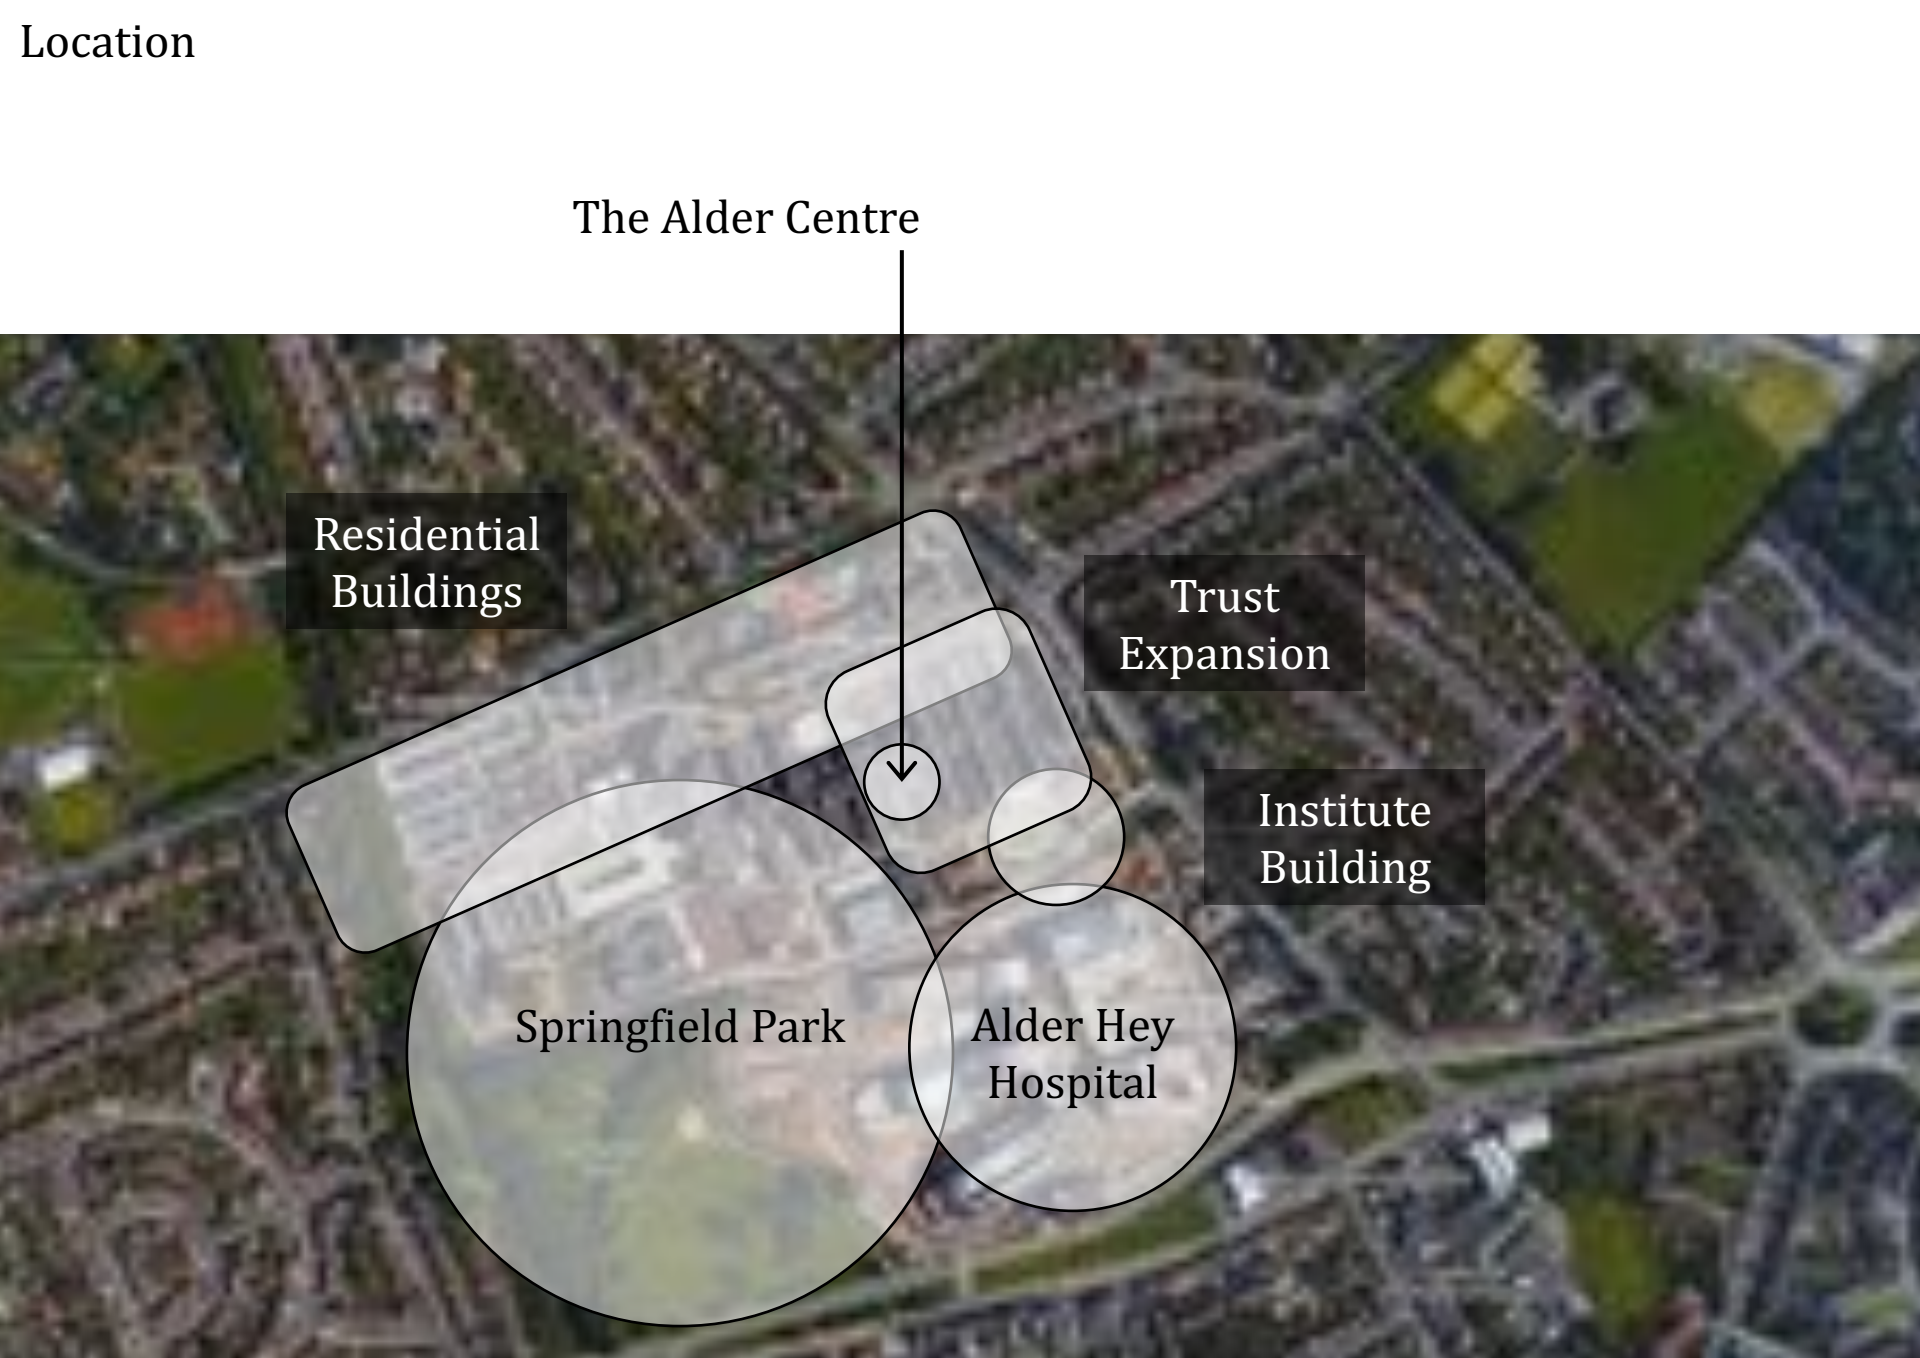 Location
The Alder Centre
Residential
Buildings
Trust
Expansion
Institute
Building
Springfield Park
Alder Hey
Hospital